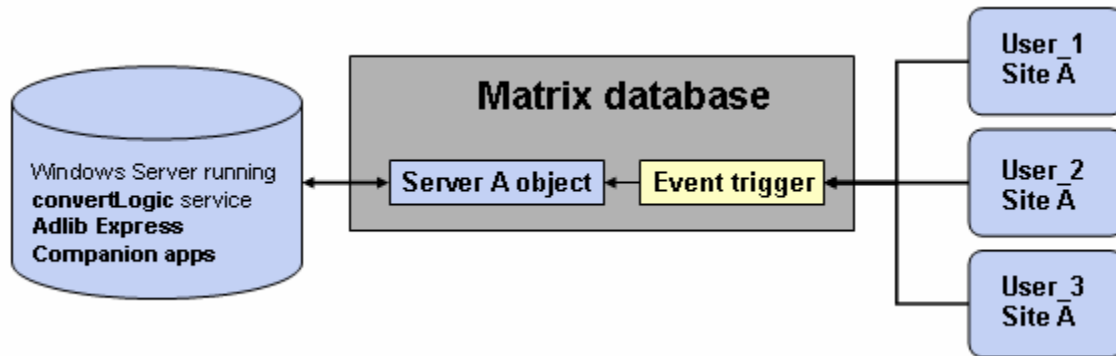 Windows Server running
convertLogic service
Adlib Express
Companion apps
Matrix database
Server A object
Event trigger
User_1
Site A
User_2
Site A
User_3
Site A